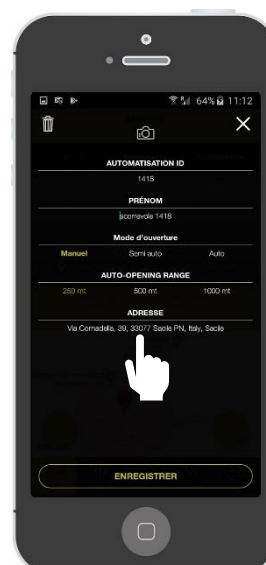 64% 11:12
AUTOMATISATION ID
1418
PRÉNOM
scorrevola 1418
Mode d'ouverture
Manuel Semi auto Auto
AUTO-OPENING RANGE
250 mt 500 mt 1000 mt
ADRESSE
Via Cornadella, 39, 33077 Sacile PN, Italy, Sacile
ENREGISTRER